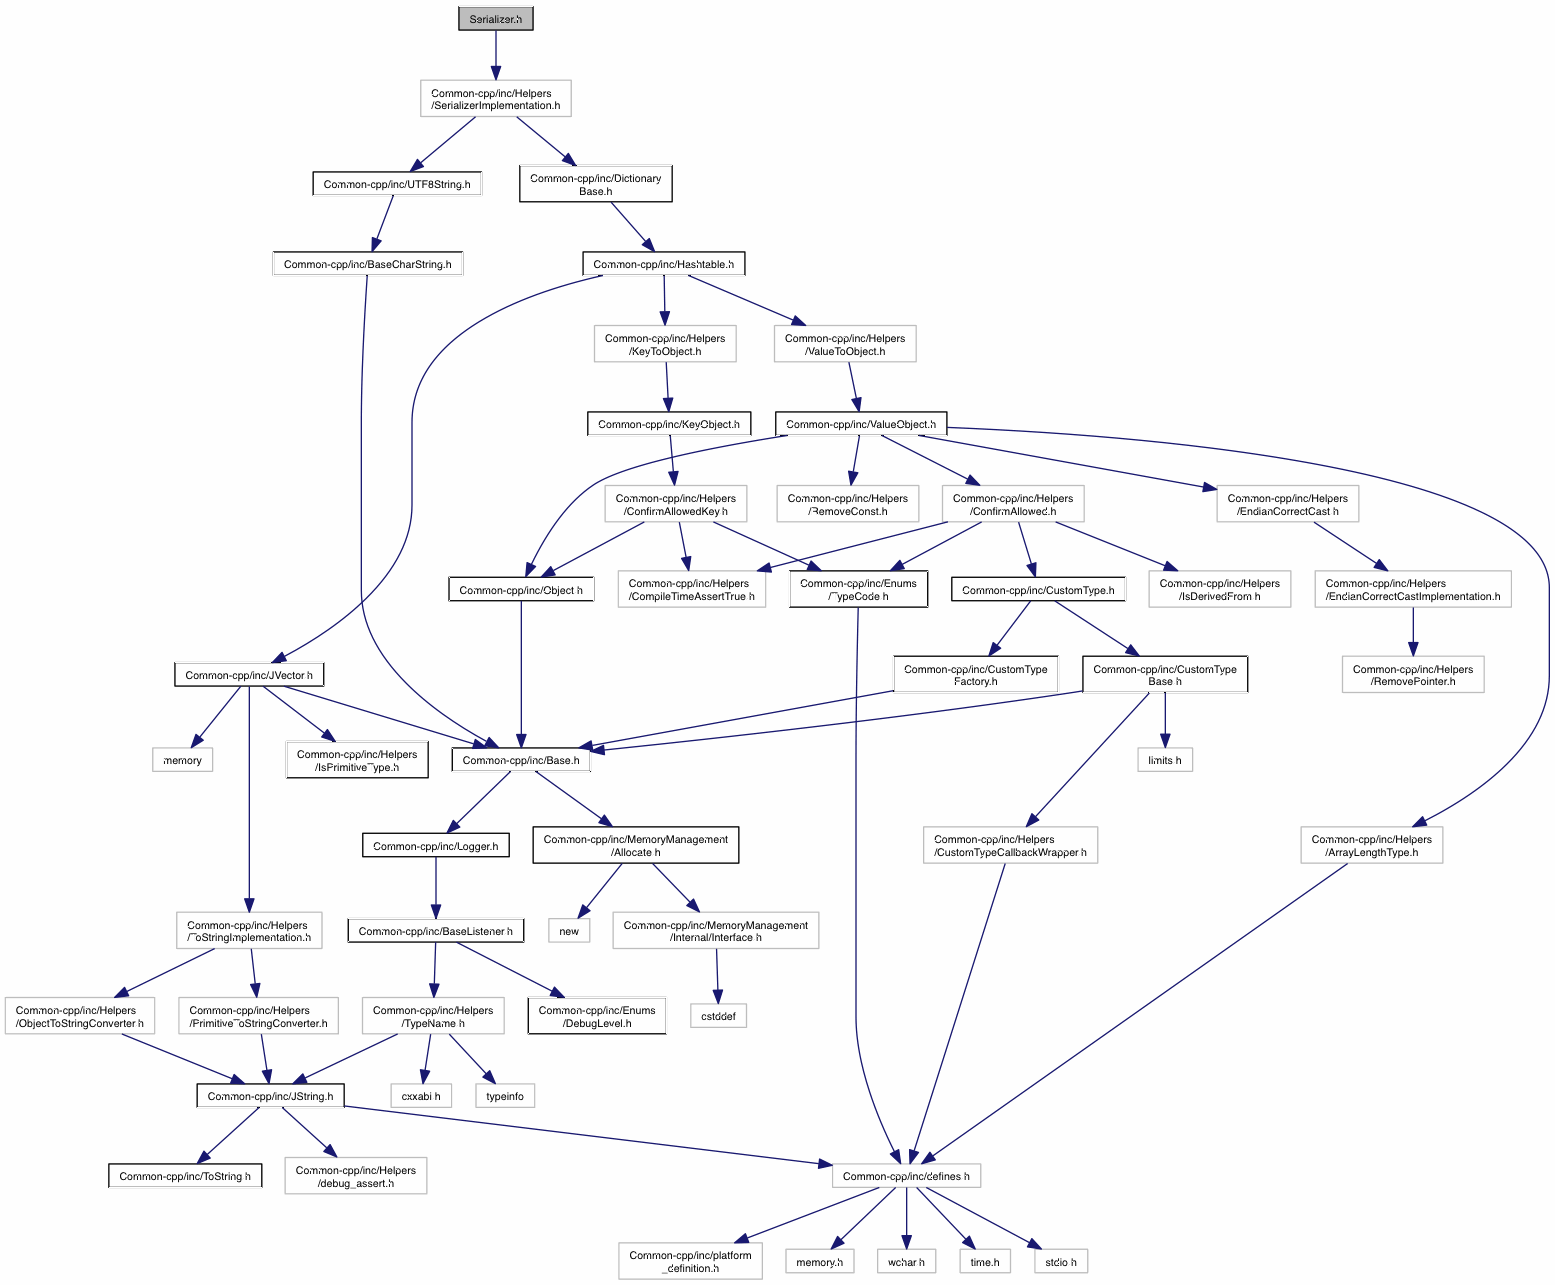 Serializer.h
Common-cpp/inc/Helpers
/SerializerImplementation.h
Common-cpp/inc/UTF8String.h
Common-cpp/inc/Dictionary
Base.h
Common-cpp/inc/BaseCharString.h
Common-cpp/inc/Hashtable.h
Common-cpp/inc/Helpers
/KeyToObject.h
Common-cpp/inc/Helpers
/ValueToObject.h
Common-cpp/inc/KeyObject.h
Common-cpp/inc/ValueObject.h
Common-cpp/inc/Helpers
/ConfirmAllowedKey.h
Common-cpp/inc/Helpers
/RemoveConst.h
Common-cpp/inc/Helpers
/ConfirmAllowed.h
Common-cpp/inc/Helpers
/EndianCorrectCast.h
Common-cpp/inc/Object.h
Common-cpp/inc/Helpers
/CompileTimeAssertTrue.h
Common-cpp/inc/Enums
/TypeCode.h
Common-cpp/inc/CustomType.h
Common-cpp/inc/Helpers
/IsDerivedFrom.h
Common-cpp/inc/Helpers
/EndianCorrectCastImplementation.h
Common-cpp/inc/JVector.h
Common-cpp/inc/CustomType
Factory.h
Common-cpp/inc/CustomType
Base.h
Common-cpp/inc/Helpers
/RemovePointer.h
memory
Common-cpp/inc/Helpers
/IsPrimitiveType.h
Common-cpp/inc/Base.h
limits.h
Common-cpp/inc/Logger.h
Common-cpp/inc/MemoryManagement
/Allocate.h
Common-cpp/inc/Helpers
/CustomTypeCallbackWrapper.h
Common-cpp/inc/Helpers
/ArrayLengthType.h
Common-cpp/inc/Helpers
/ToStringImplementation.h
Common-cpp/inc/BaseListener.h
new
Common-cpp/inc/MemoryManagement
/Internal/Interface.h
Common-cpp/inc/Helpers
/ObjectToStringConverter.h
Common-cpp/inc/Helpers
/PrimitiveToStringConverter.h
Common-cpp/inc/Helpers
/TypeName.h
Common-cpp/inc/Enums
/DebugLevel.h
cstddef
Common-cpp/inc/JString.h
cxxabi.h
typeinfo
Common-cpp/inc/ToString.h
Common-cpp/inc/Helpers
/debug_assert.h
Common-cpp/inc/defines.h
Common-cpp/inc/platform
_definition.h
memory.h
wchar.h
time.h
stdio.h